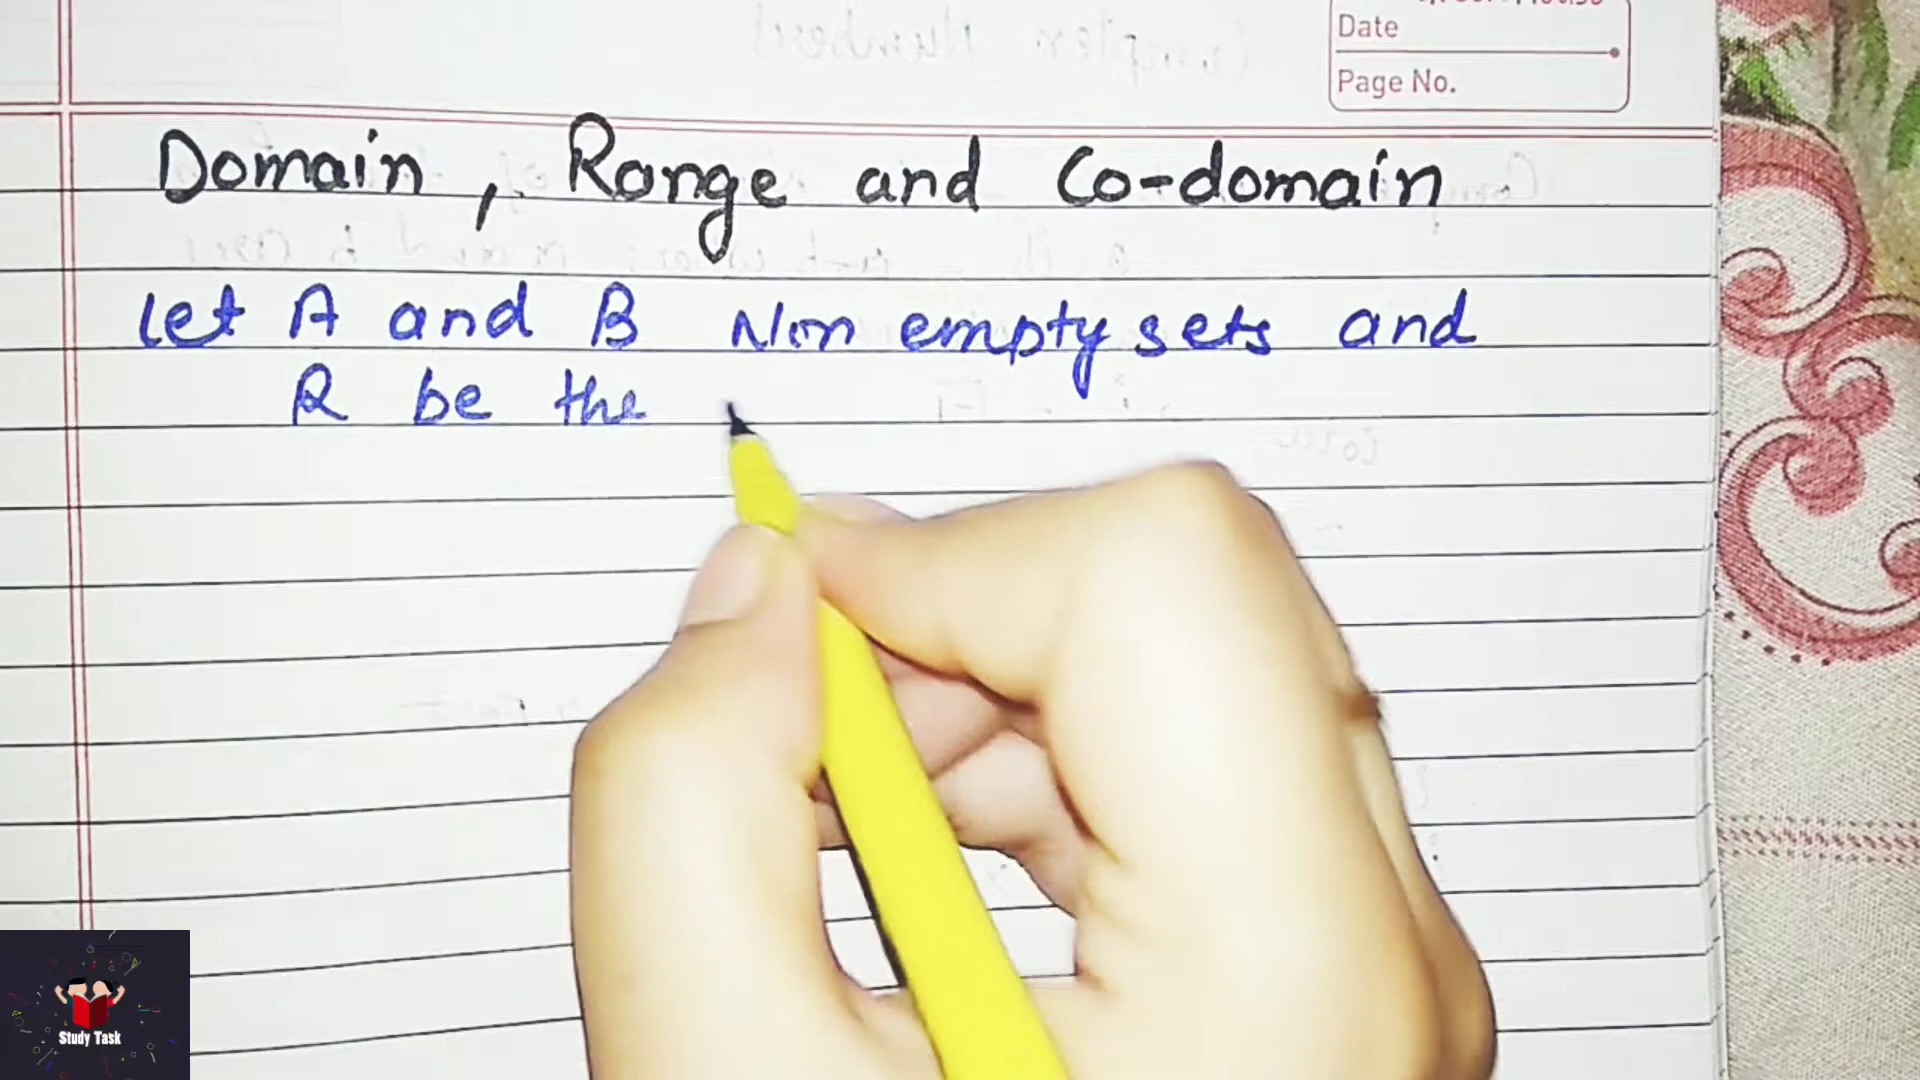 Date
Page No.
Domain, Range and Co-domain
let A and B Non empty sets and
R be the
Study Task